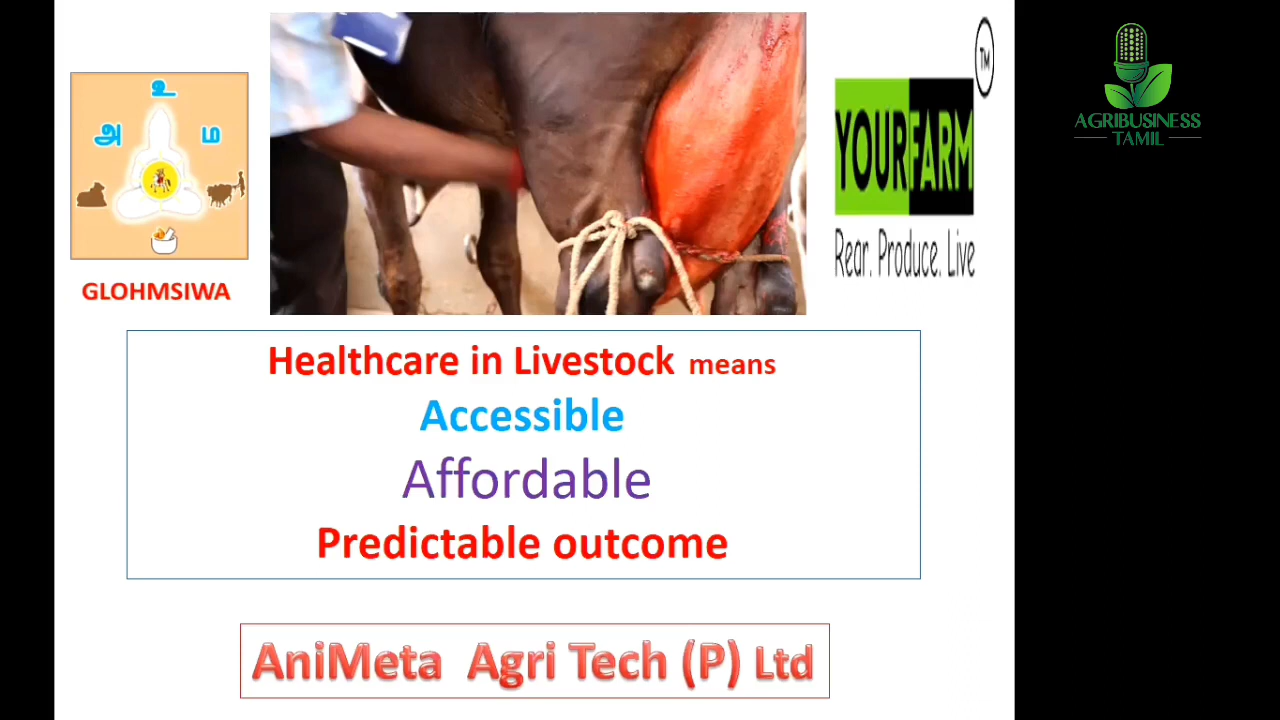 உ
அ
ம
GLOHMSIWA
YOURFARM
TM
Rear. Produce. Live
AGRIBUSINESS
TAMIL
Healthcare in Livestock means
Accessible
Affordable
Predictable outcome
AniMeta Agri Tech (P) Ltd